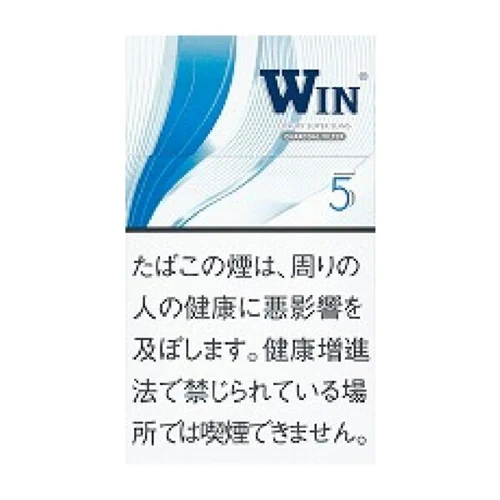 WIN®
CHARCOAL FILTER
5
たばこの煙は、周りの
人の健康に悪影響を
及ぼします。健康増進
法で禁じられている場
所では喫煙できません。